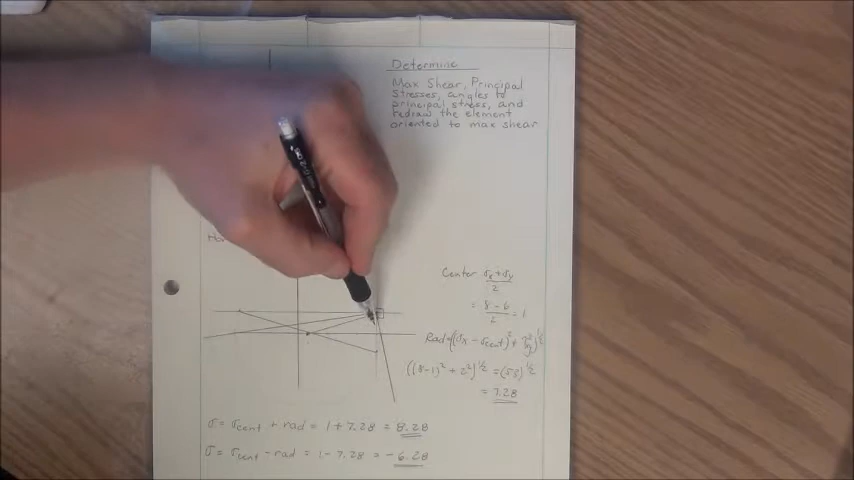 Determine
Max Shear, Principal
Stresses, angles to
principal stress, and
redraw the element
oriented to max shear
Center σx+σy
2
= 8-6
2 = 1
Rad=((σx - σcent)² + τ²xy)^1/2
((8-1)² + 2²)^1/2 = (53)^1/2
= 7.28
σ = σcent + rad = 1+7.28 = 8.28
σ = σcent - rad = 1-7.28 = -6.28